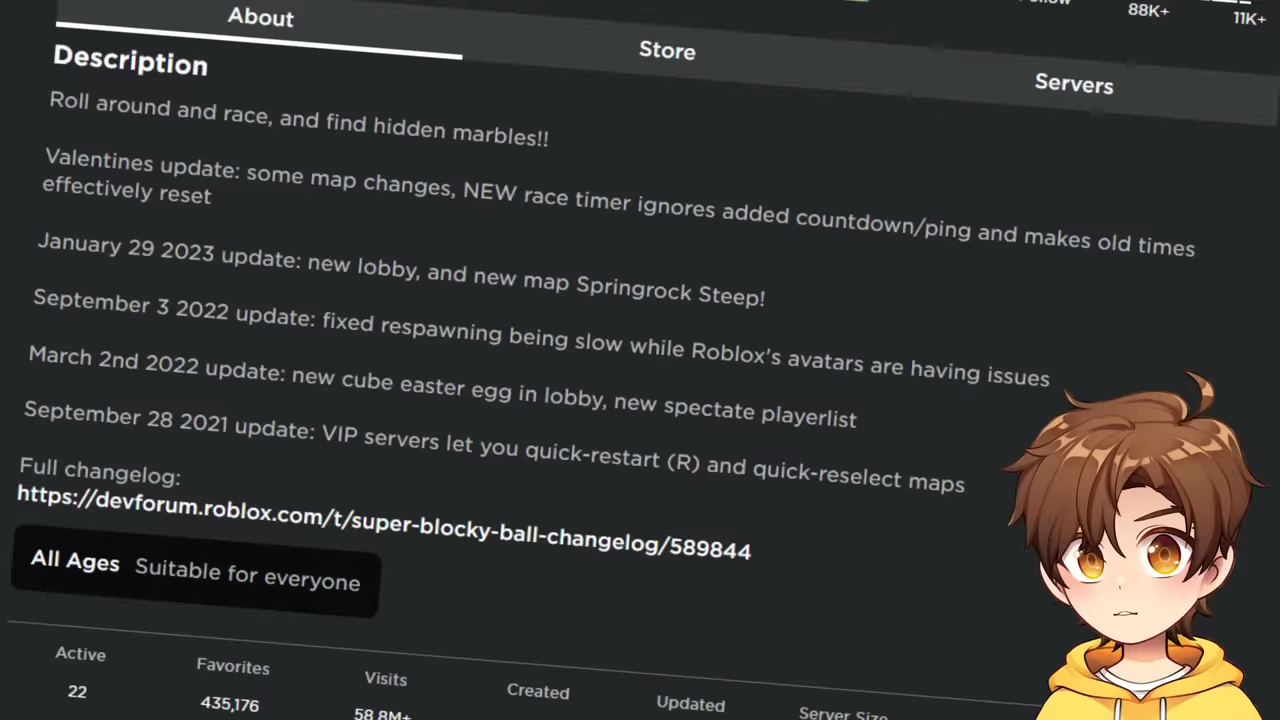 88K+
11K+
About
Store
Servers
Description
Roll around and race, and find hidden marbles!!
Valentines update: some map changes, NEW race timer ignores added countdown/ping and makes old times
effectively reset
January 29 2023 update: new lobby, and new map Springrock Steep!
September 3 2022 update: fixed respawning being slow while Roblox's avatars are having issues
March 2nd 2022 update: new cube easter egg in lobby, new spectate playerlist
September 28 2021 update: VIP servers let you quick-restart (R) and quick-reselect maps
Full changelog:
https://devforum.roblox.com/t/super-blocky-ball-changelog/589844
All Ages Suitable for everyone
Active
Favorites
Visits
Created
Updated
Server Size
22
435,176
58.8M+